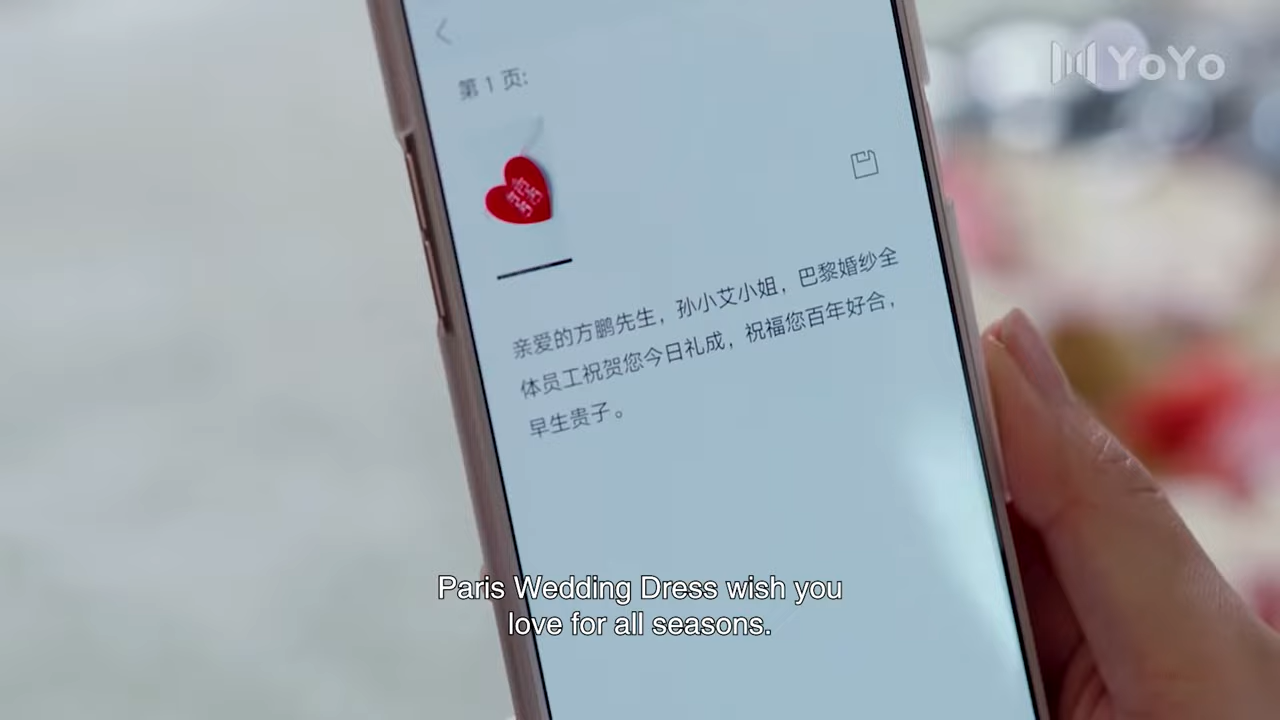 YoYo
第 1 页:
囍
亲爱的方鹏先生，孙小艾小姐，巴黎婚纱全
体员工祝贺您今日礼成，祝福您百年好合，
早生贵子。
Paris Wedding Dress wish you
love for all seasons.